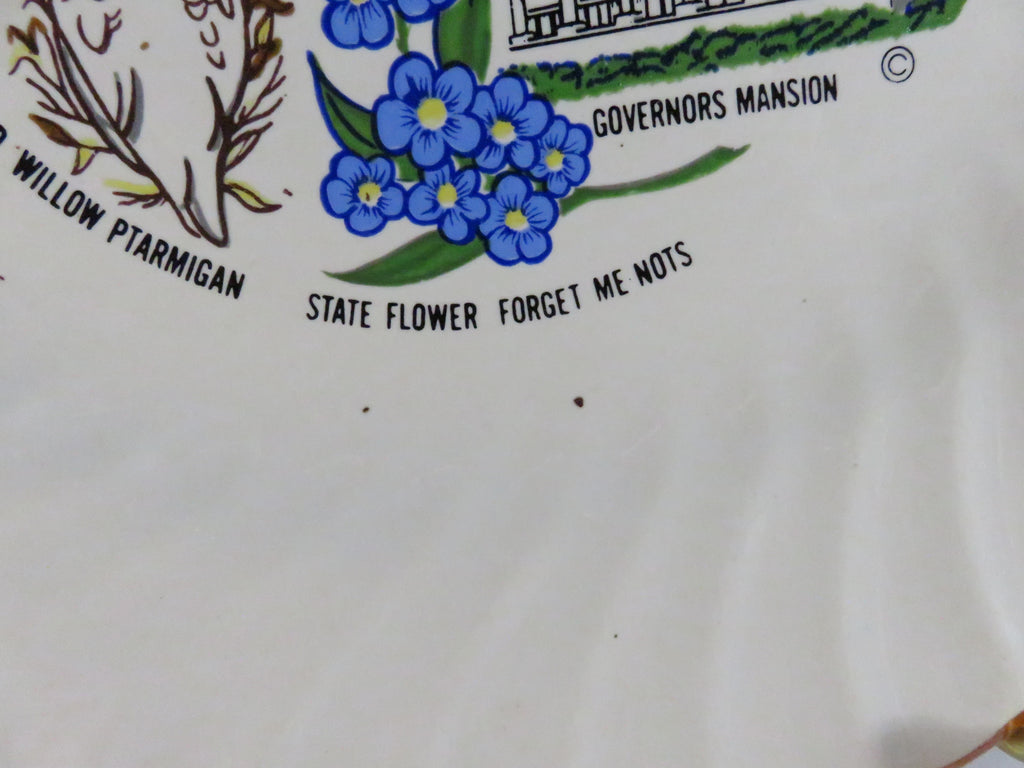 GOVERNORS MANSION
©
WILLOW PTARMIGAN
STATE FLOWER FORGET ME NOTS